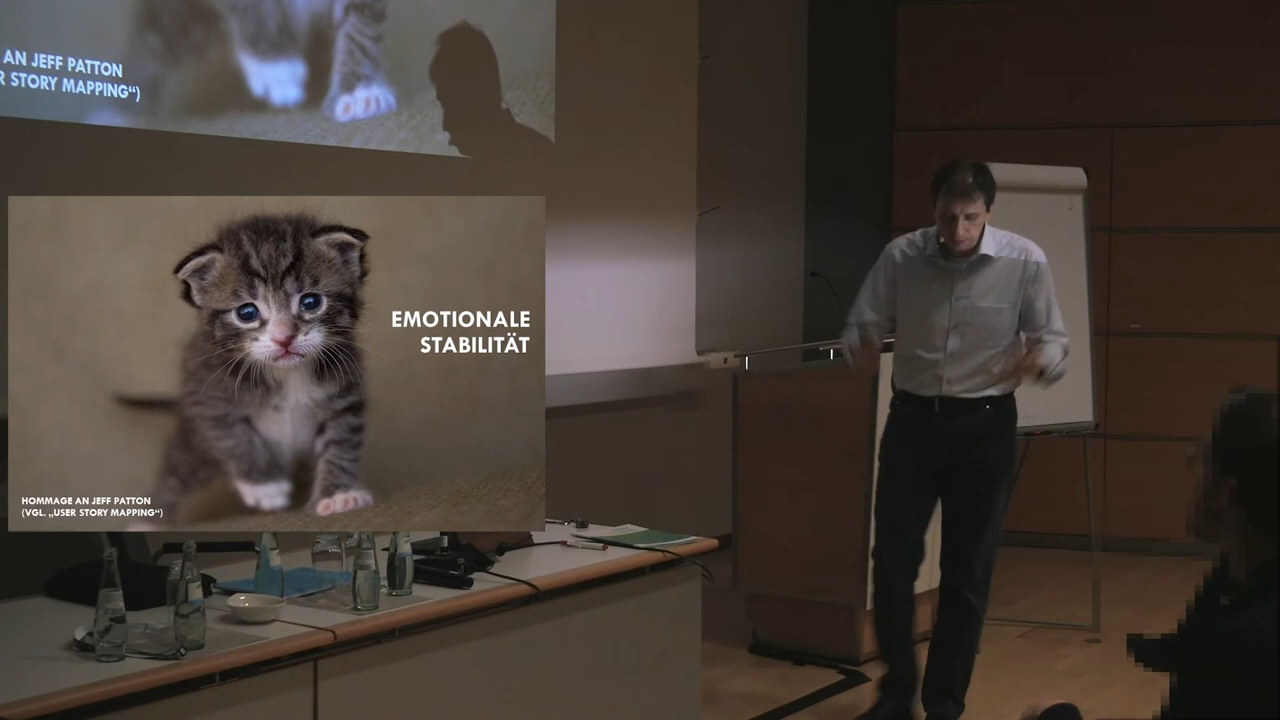 AN JEFF PATTON
R STORY MAPPING“)
EMOTIONALE
STABILITÄT
HOMMAGE AN JEFF PATTON
(VGL. „USER STORY MAPPING“)